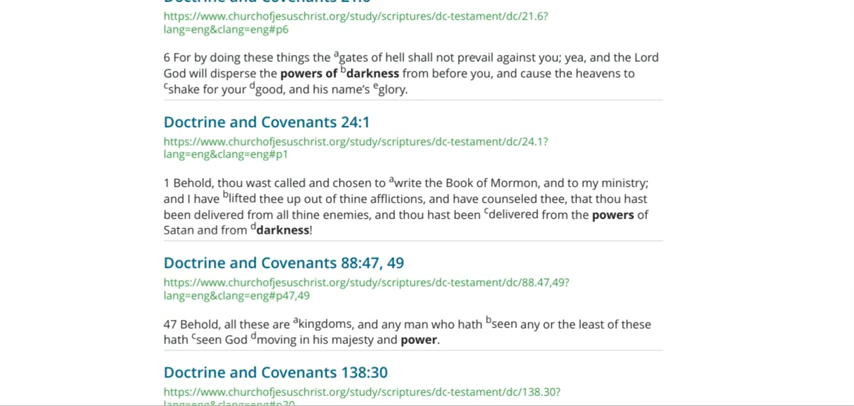 Doctrine and Covenants 21:6
https://www.churchofjesuschrist.org/study/scriptures/dc-testament/dc/21.6?
lang=eng&clang=eng#p6
6 For by doing these things the agates of hell shall not prevail against you; yea, and the Lord
God will disperse the powers of bdarkness from before you, and cause the heavens to
cshake for your dgood, and his name's eglory.
Doctrine and Covenants 24:1
https://www.churchofjesuschrist.org/study/scriptures/dc-testament/dc/24.1?
lang=eng&clang=eng#p1
1 Behold, thou wast called and chosen to awrite the Book of Mormon, and to my ministry;
and I have blifted thee up out of thine afflictions, and have counseled thee, that thou hast
been delivered from all thine enemies, and thou hast been cdelivered from the powers of
Satan and from ddarkness!
Doctrine and Covenants 88:47, 49
https://www.churchofjesuschrist.org/study/scriptures/dc-testament/dc/88.47,49?
lang=eng&clang=eng#p47,49
47 Behold, all these are akingdoms, and any man who hath bseen any or the least of these
hath cseen God dmoving in his majesty and power.
Doctrine and Covenants 138:30
https://www.churchofjesuschrist.org/study/scriptures/dc-testament/dc/138.30?
lang=eng&clang=eng#p30